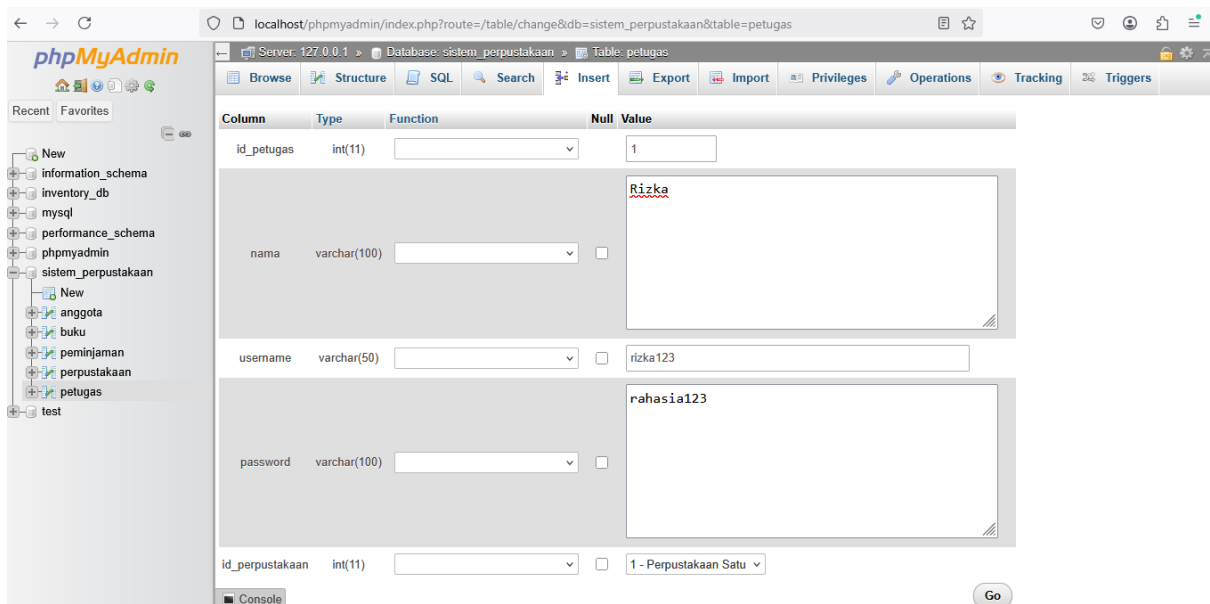 localhost/phpmyadmin/index.php?route=/table/change&db=sistem_perpustakaan&table=petugas
phpMyAdmin
Recent Favorites
New
information_schema
inventory_db
mysql
performance_schema
phpmyadmin
sistem_perpustakaan
New
anggota
buku
peminjaman
perpustakaan
petugas
test
Server: 127.0.0.1 » Database: sistem_perpustakaan » Table: petugas
Browse Structure SQL Search Insert Export Import Privileges Operations Tracking Triggers
Column Type Function Null Value
id_petugas int(11) 1
nama varchar(100) Rizka
username varchar(50) rizka123
password varchar(100) rahasia123
id_perpustakaan int(11) 1 - Perpustakaan Satu
Go
Console